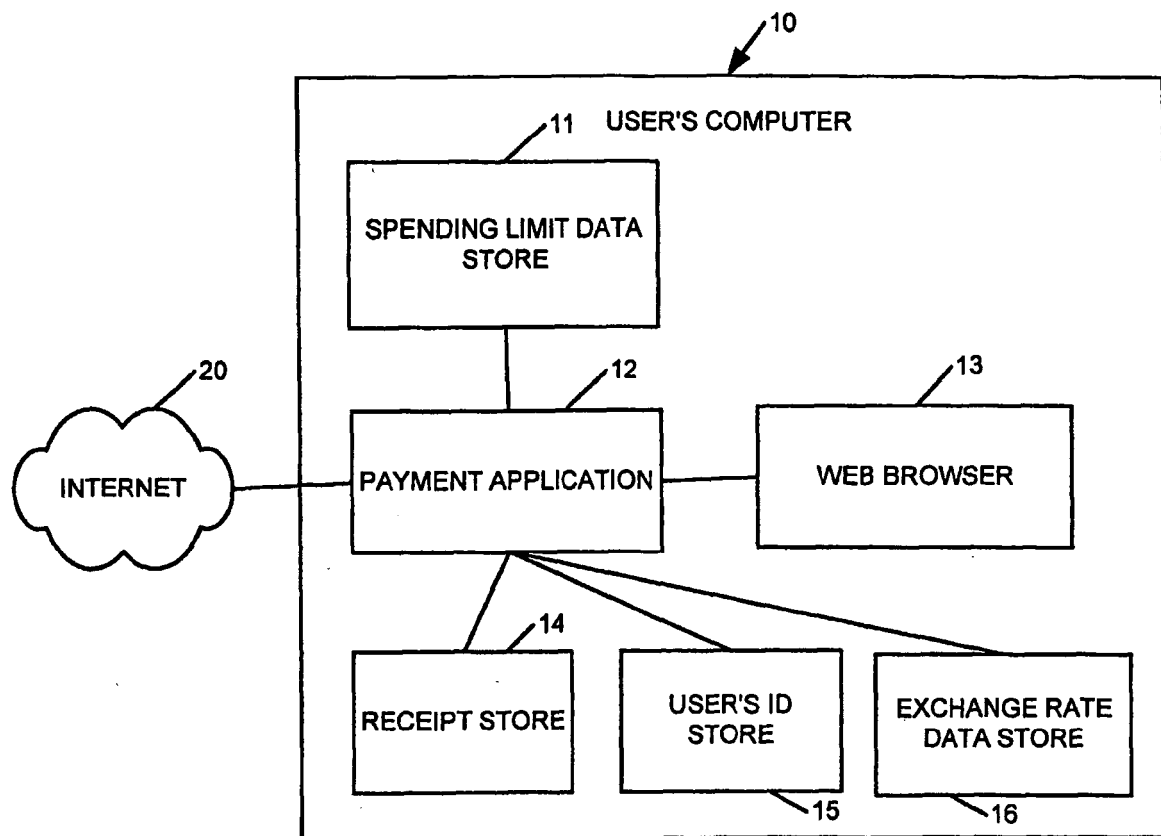 10
USER'S COMPUTER
11
SPENDING LIMIT DATA
STORE
20
12
13
INTERNET
PAYMENT APPLICATION
WEB BROWSER
14
RECEIPT STORE
USER'S ID
STORE
EXCHANGE RATE
DATA STORE
15
16